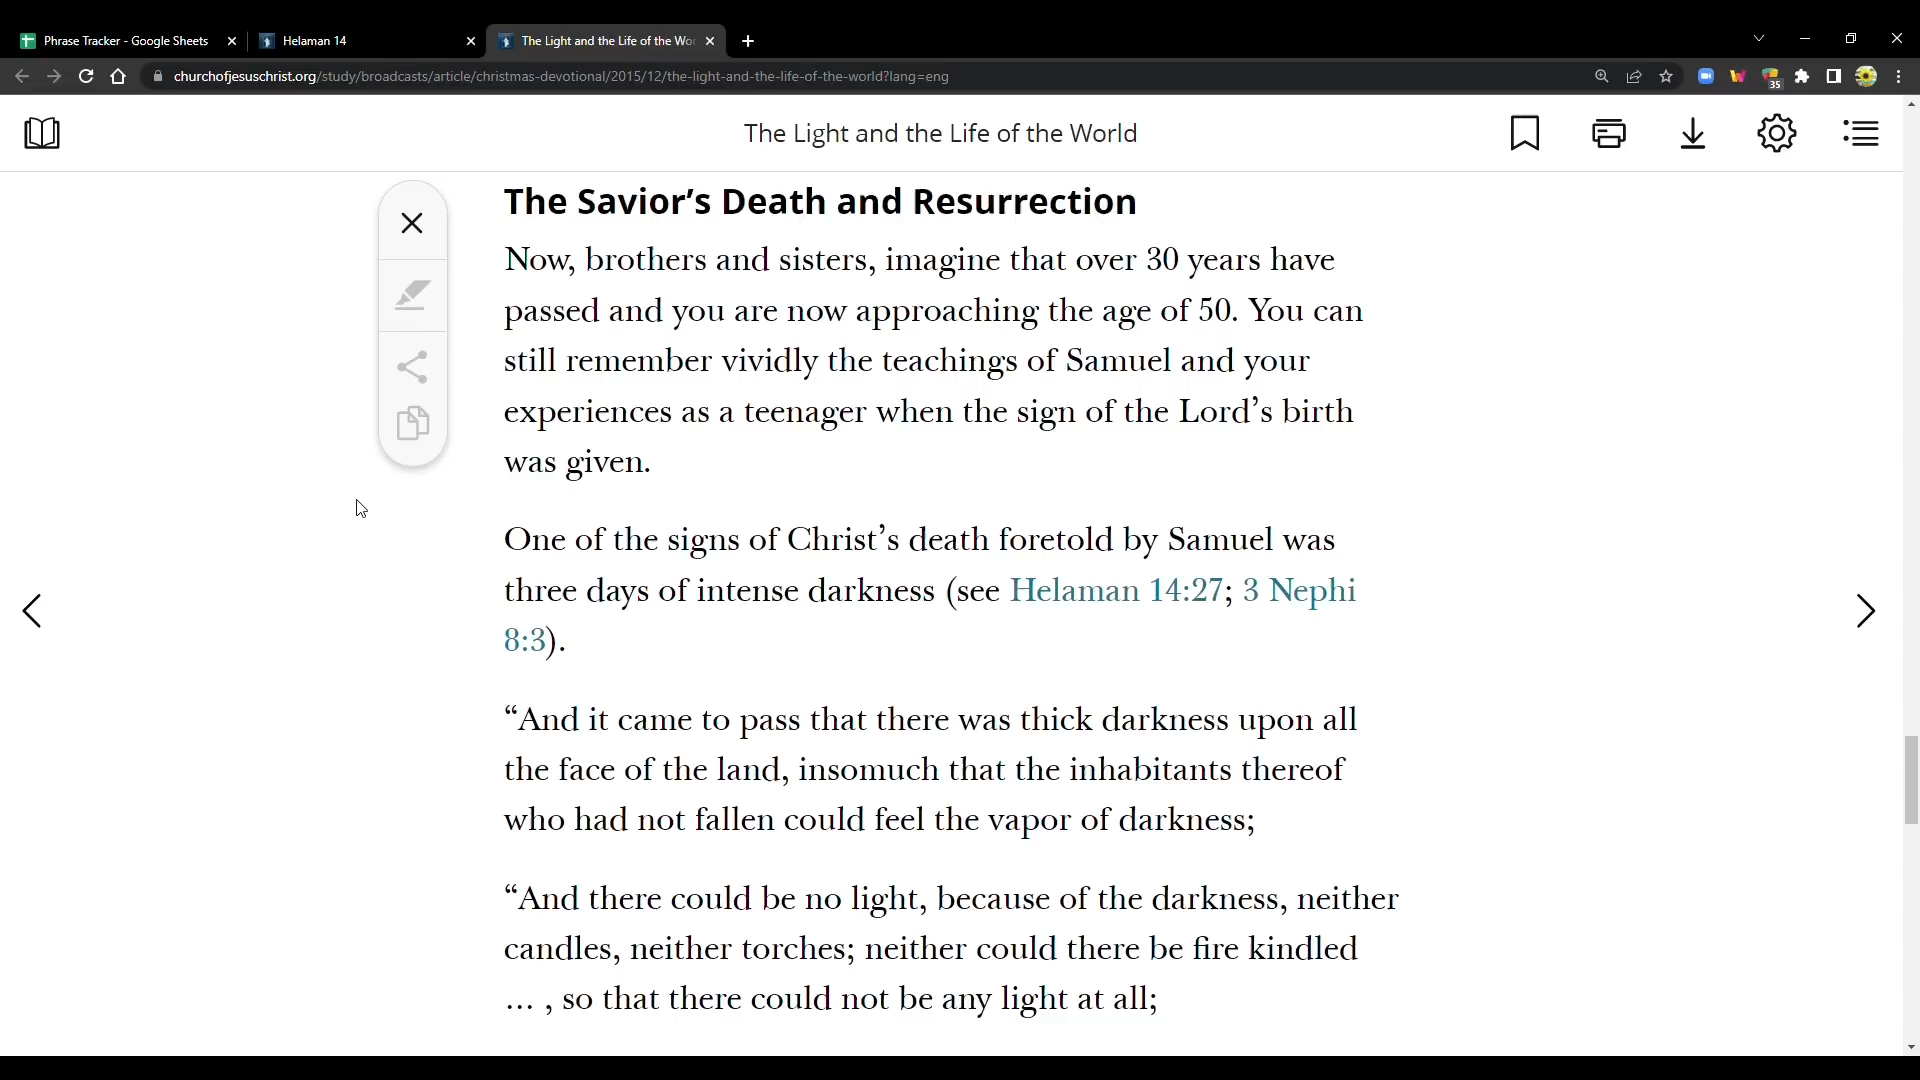 Phrase Tracker - Google Sheets
Helaman 14
The Light and the Life of the Wor
churchofjesuschrist.org/study/broadcasts/article/christmas-devotional/2015/12/the-light-and-the-life-of-the-world?lang=eng
35
The Light and the Life of the World
The Savior’s Death and Resurrection
Now, brothers and sisters, imagine that over 30 years have
passed and you are now approaching the age of 50. You can
still remember vividly the teachings of Samuel and your
experiences as a teenager when the sign of the Lord’s birth
was given.
One of the signs of Christ’s death foretold by Samuel was
three days of intense darkness (see Helaman 14:27; 3 Nephi
8:3).
“And it came to pass that there was thick darkness upon all
the face of the land, insomuch that the inhabitants thereof
who had not fallen could feel the vapor of darkness;
“And there could be no light, because of the darkness, neither
candles, neither torches; neither could there be fire kindled
… , so that there could not be any light at all;